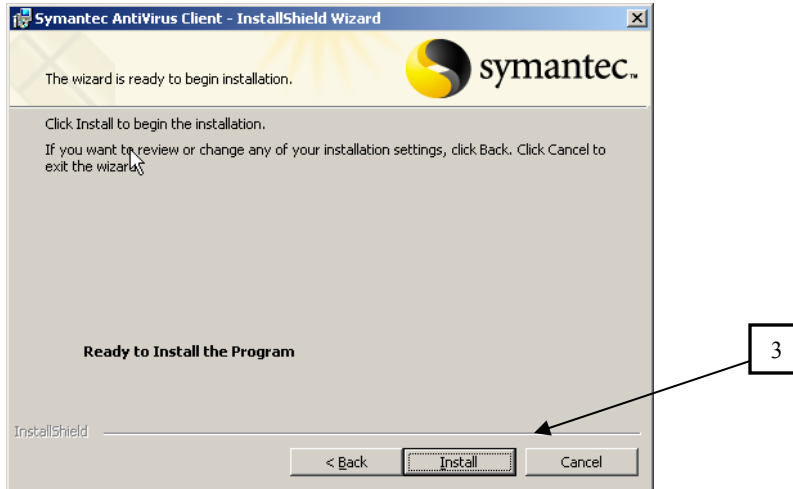 Symantec AntiVirus Client - InstallShield Wizard
symantec™
The wizard is ready to begin installation.
Click Install to begin the installation.
If you want to review or change any of your installation settings, click Back. Click Cancel to
exit the wizard.
Ready to Install the Program
3
InstallShield
< Back Install Cancel